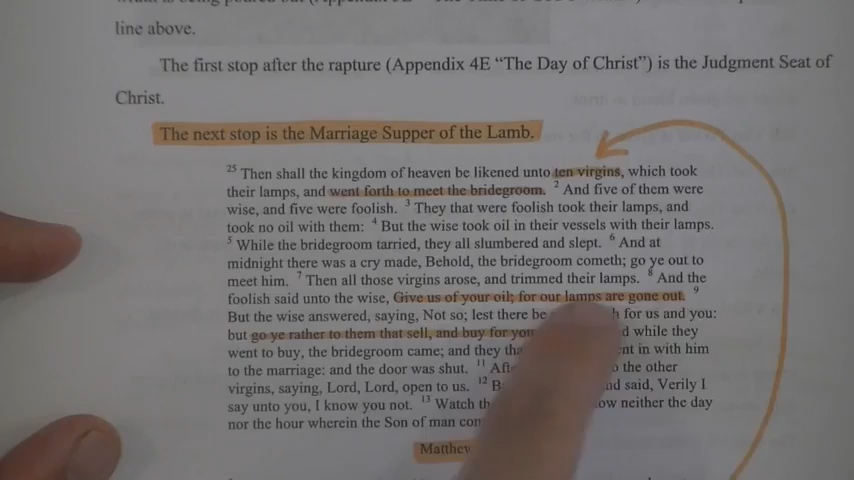 line above.
The first stop after the rapture (Appendix 4E “The Day of Christ”) is the Judgment Seat of
Christ.
The next stop is the Marriage Supper of the Lamb.
25 Then shall the kingdom of heaven be likened unto ten virgins, which took
their lamps, and went forth to meet the bridegroom. 2 And five of them were
wise, and five were foolish. 3 They that were foolish took their lamps, and
took no oil with them: 4 But the wise took oil in their vessels with their lamps.
5 While the bridegroom tarried, they all slumbered and slept. 6 And at
midnight there was a cry made, Behold, the bridegroom cometh; go ye out to
meet him. 7 Then all those virgins arose, and trimmed their lamps. 8 And the
foolish said unto the wise, Give us of your oil; for our lamps are gone out. 9
But the wise answered, saying, Not so; lest there be for us and you:
but go ye rather to them that sell, and buy for while they
went to buy, the bridegroom came; and they in with him
to the marriage: and the door was shut. 11 the other
virgins, saying, Lord, Lord, open to us. 12 said, Verily I
say unto you, I know you not. 13 Watch neither the day
nor the hour wherein the Son of man
Matthew